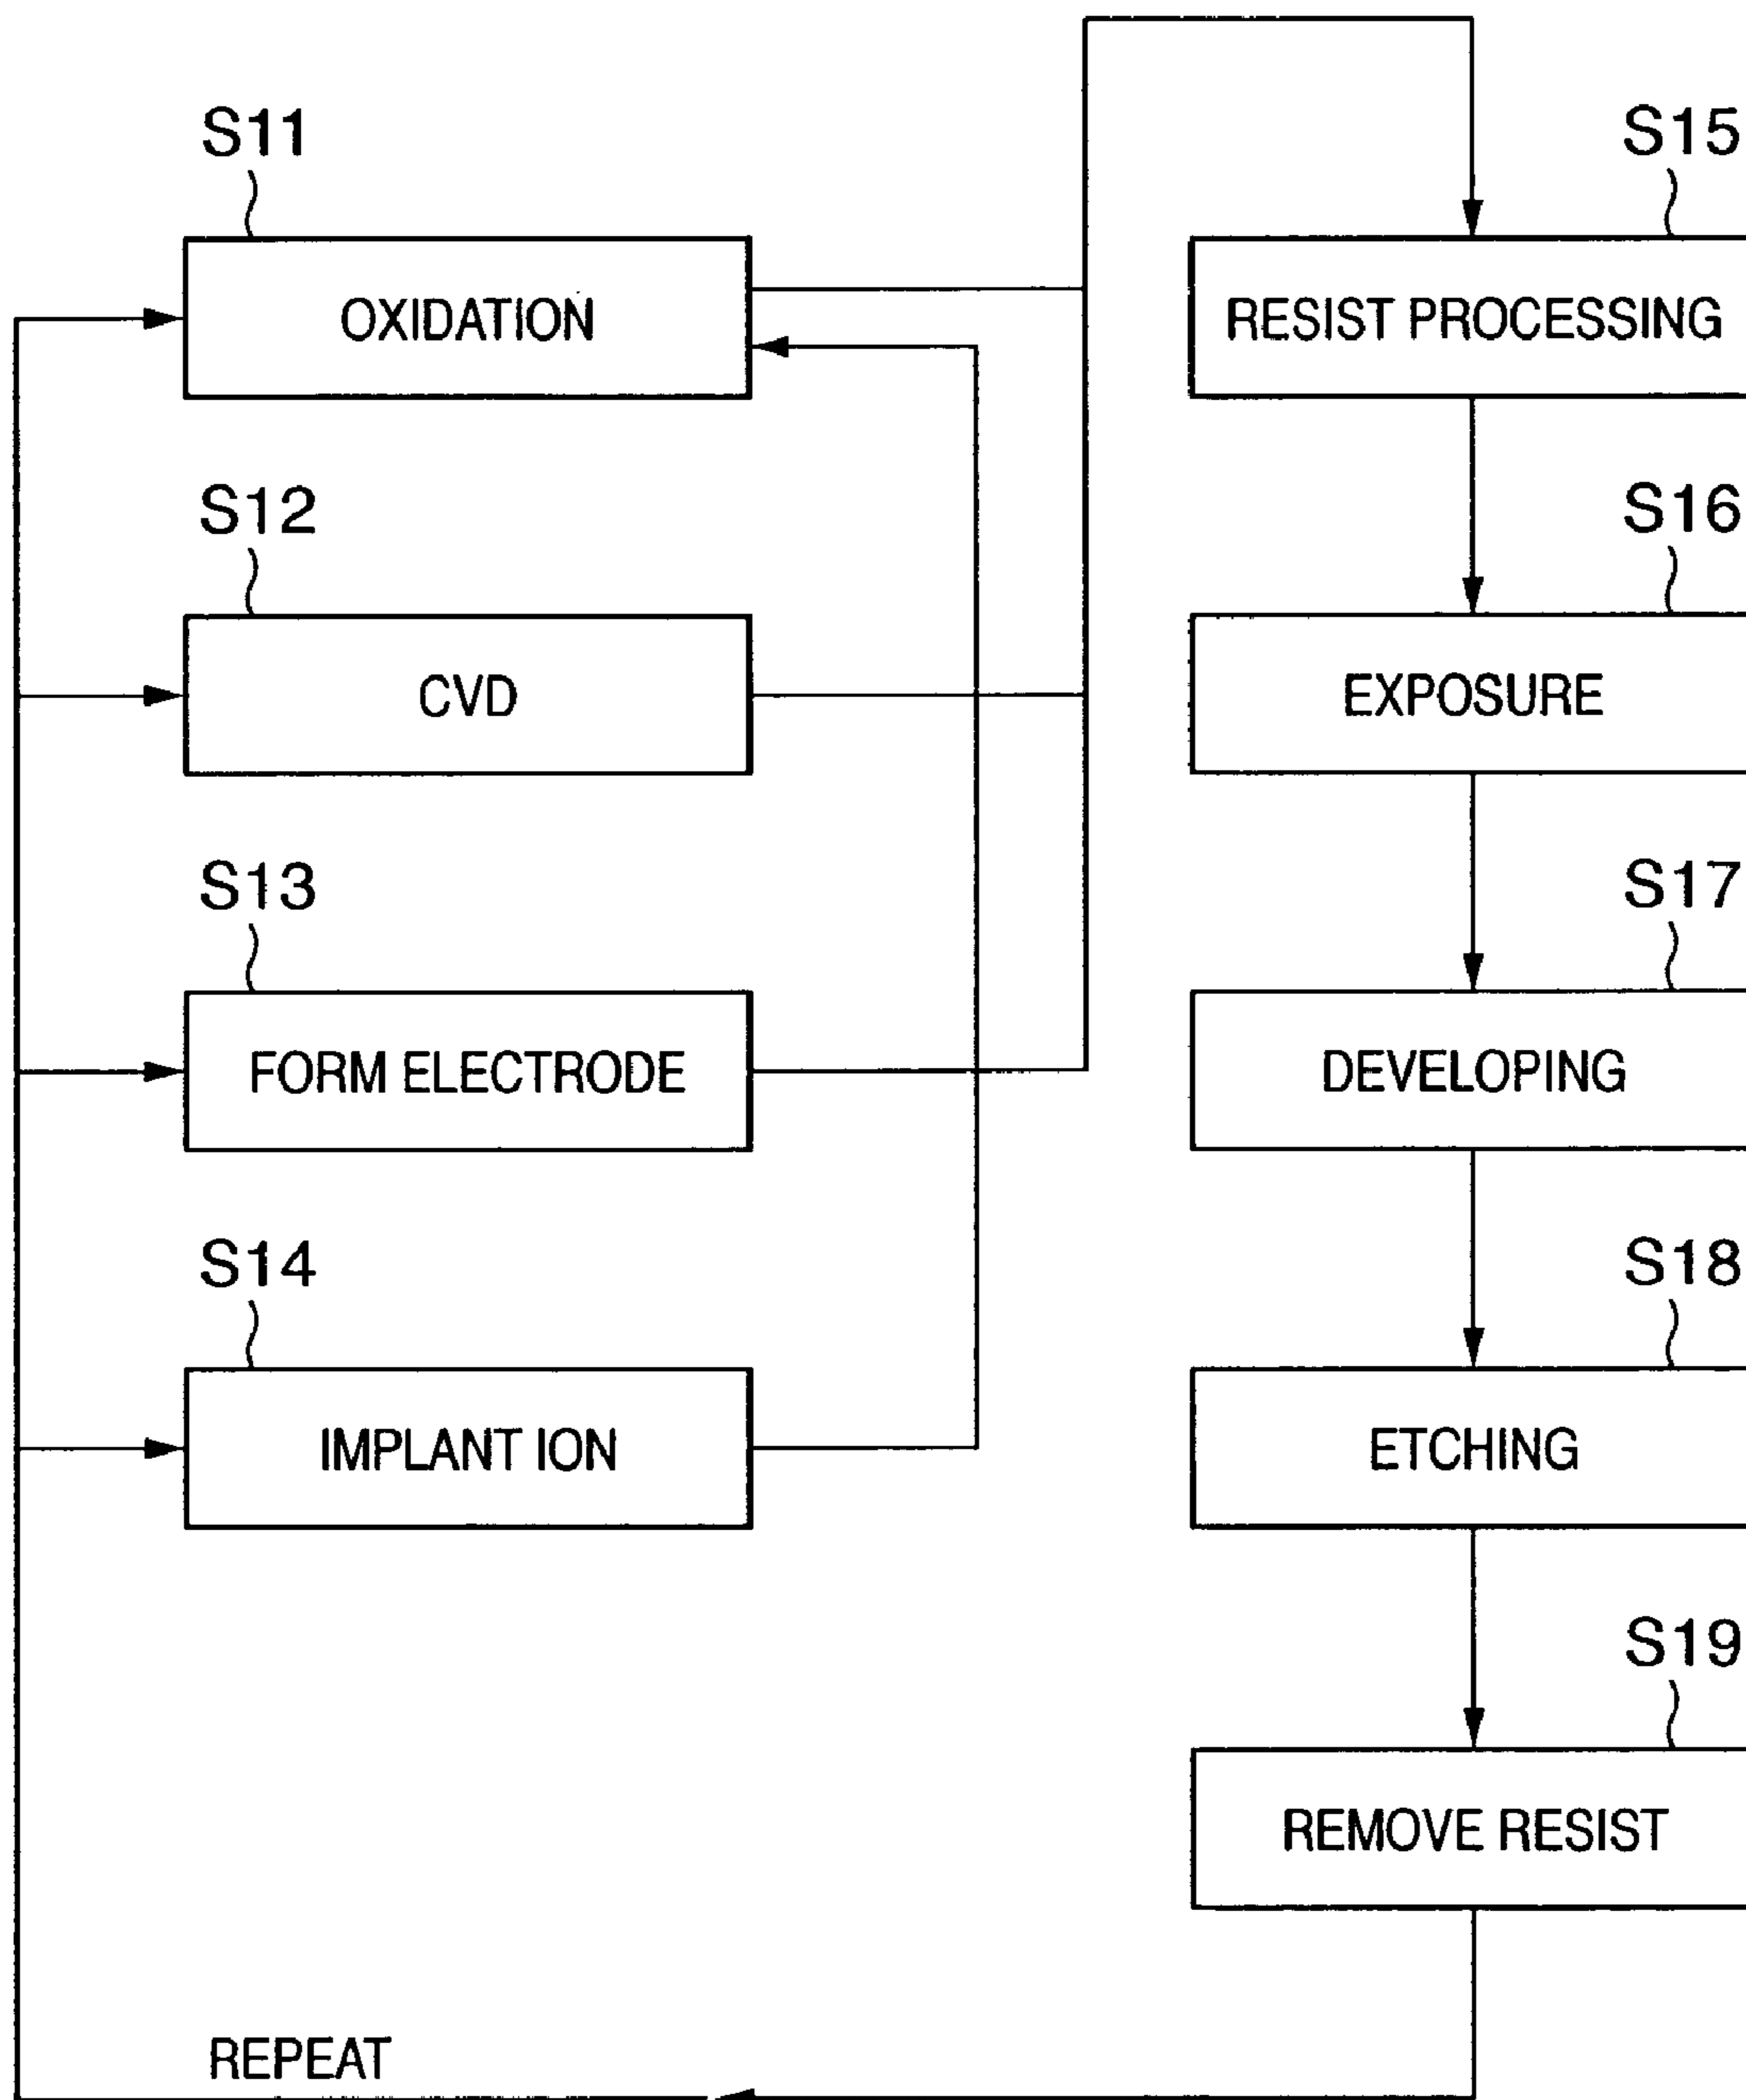 S11
OXIDATION
S12
CVD
S13
FORM ELECTRODE
S14
IMPLANT ION
S15
RESIST PROCESSING
S16
EXPOSURE
S17
DEVELOPING
S18
ETCHING
S19
REMOVE RESIST
REPEAT